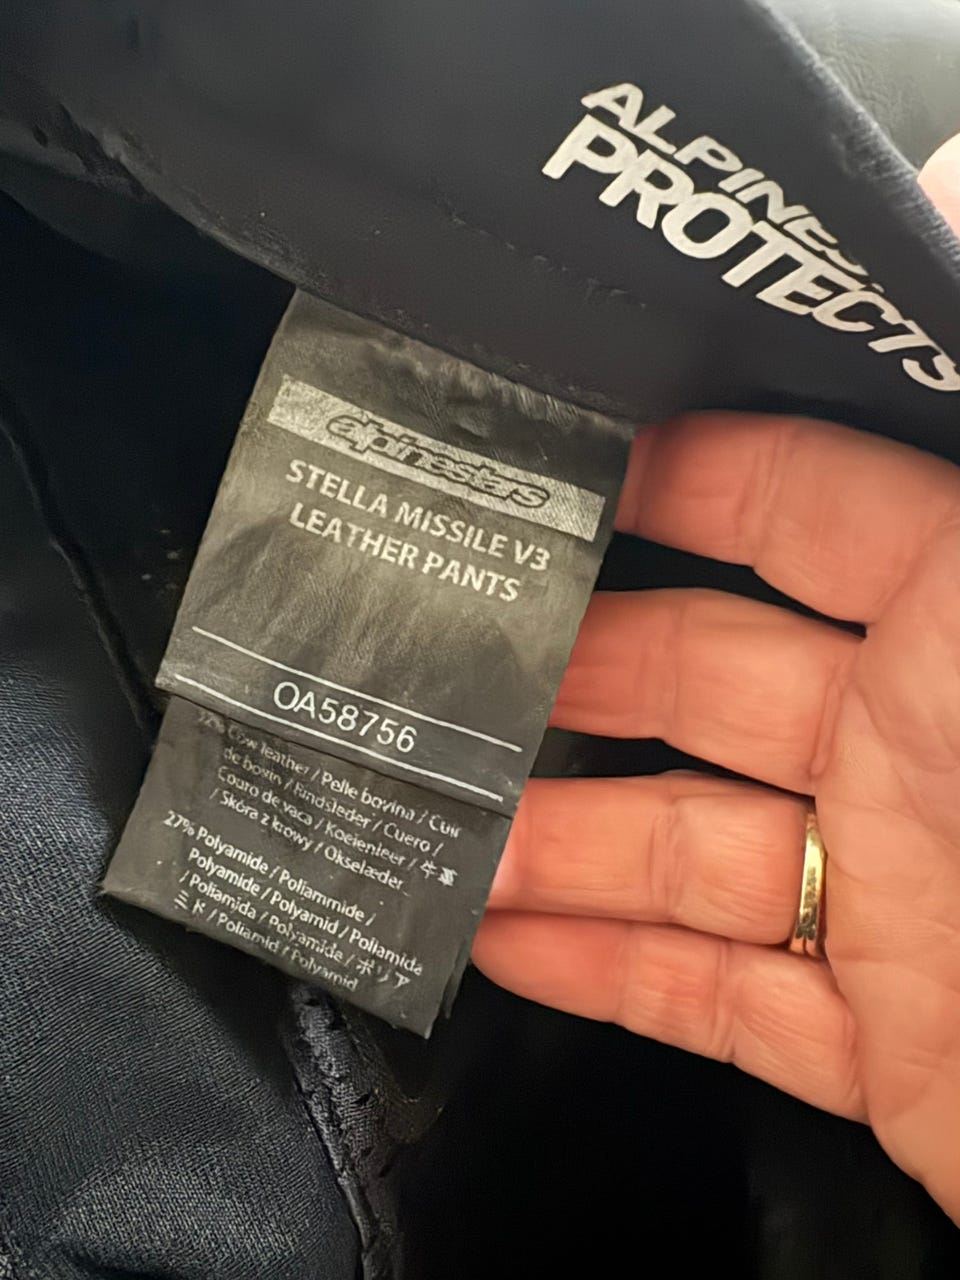 ALPINES
PROTECTS
alpinestars
STELLA MISSILE V3
LEATHER PANTS
OA58756
Cow leather / Pelle bovina / Cuir
de bovin / Rindsleder / Cuero /
Couro de vaca / Koeienleer / 牛革
/ Skóra z krowy / Okselæder
27% Polyamide / Poliammide /
Polyamide / Polyamid / Poliamida
/ Poliamida / Polyamide / ポリア
ミド / Poliamid / Polyamid